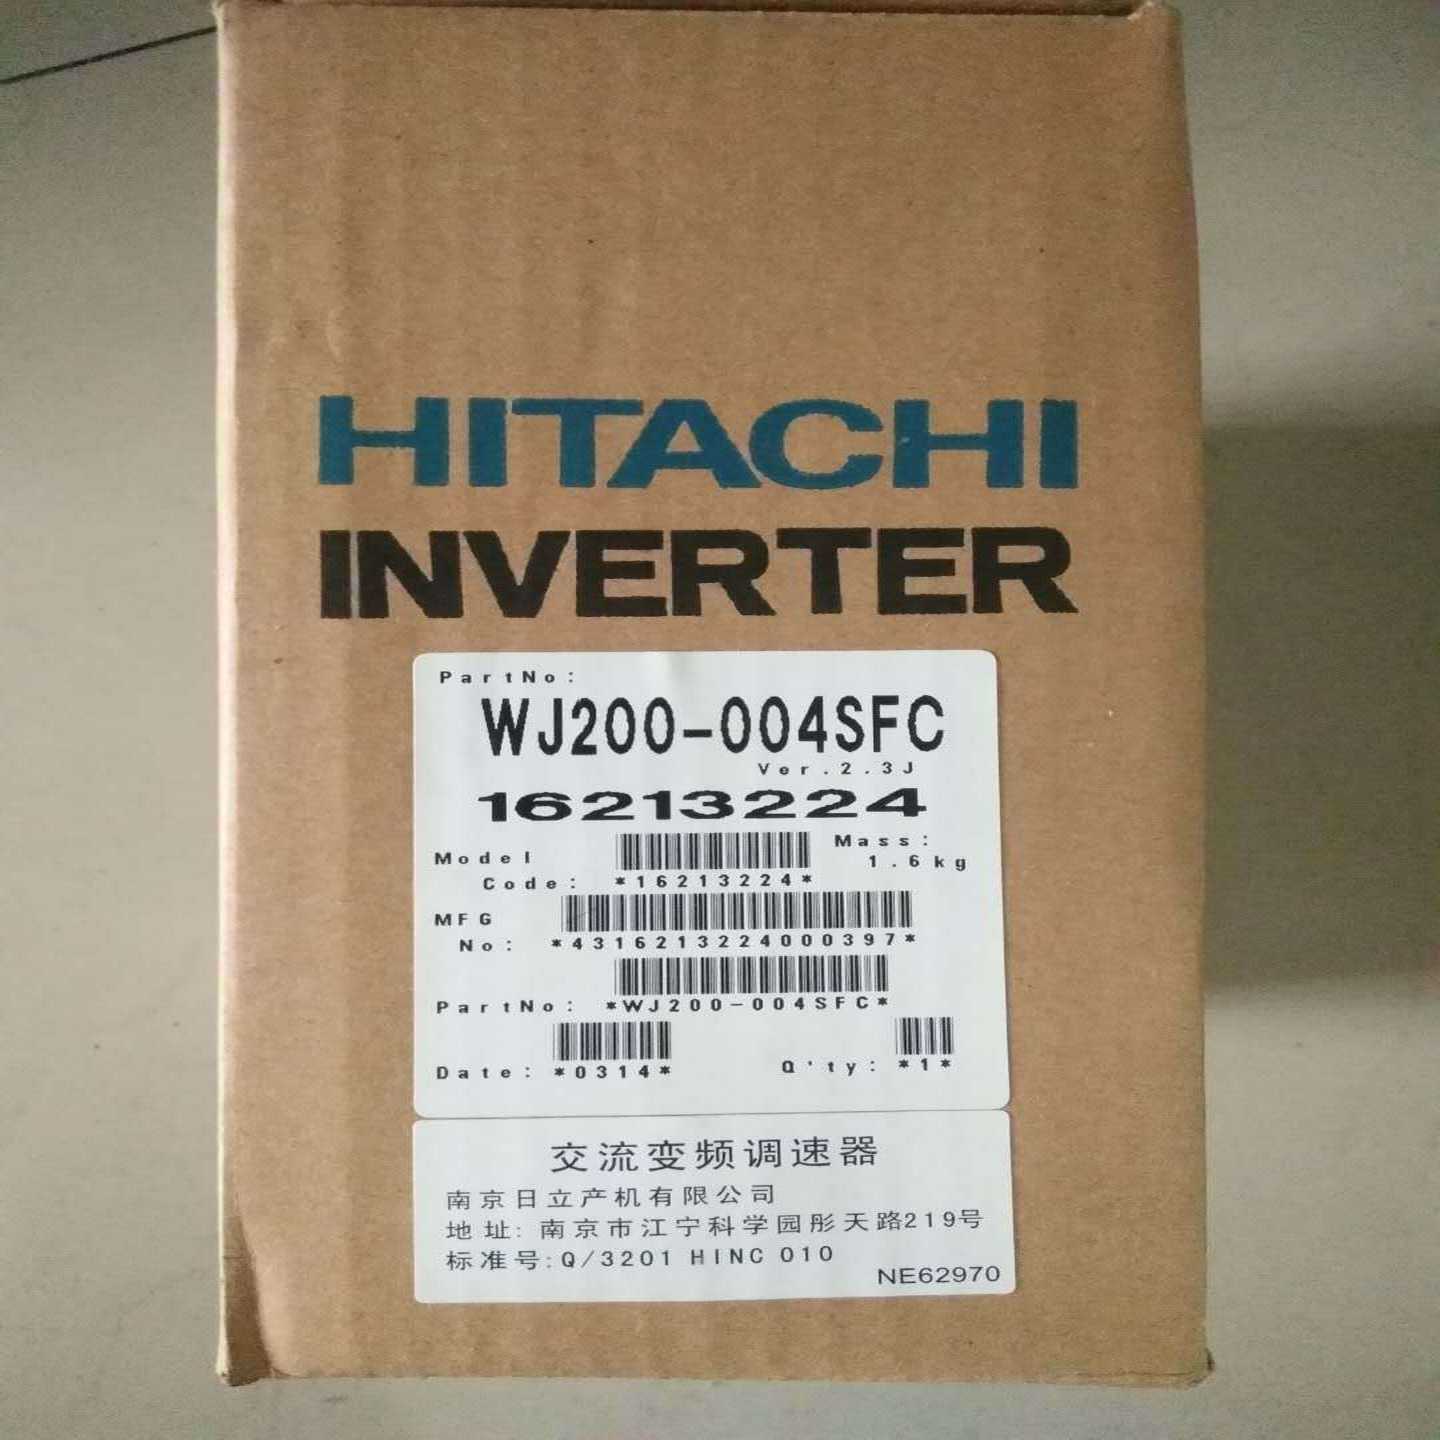 HITACHI
INVERTER
PartNo:
WJ200-004SFC
Ver.2.3J
16213224
Mass:
1.6kg
Model
Code: *16213224*
MFG
No: *4316213224000397*
PartNo: *WJ200-004SFC*
Date: *0314* Q'ty: *1*
交流变频调速器
南京日立产机有限公司
地址: 南京市江宁科学园彤天路219号
标准号:Q/3201 HINC 010
NE62970